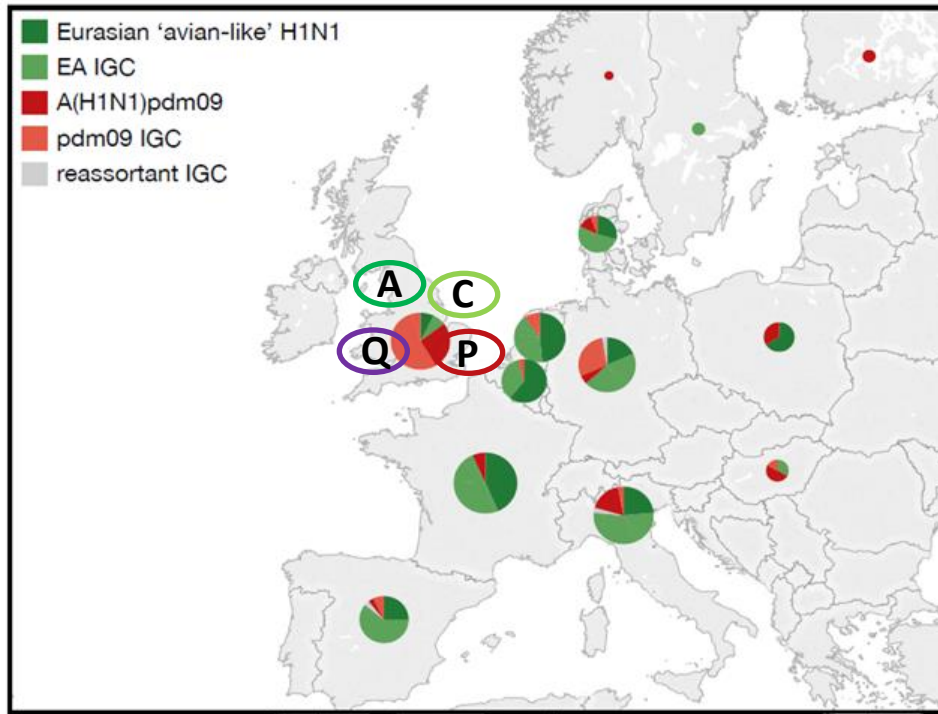 Eurasian ‘avian-like’ H1N1
EA IGC
A(H1N1)pdm09
pdm09 IGC
reassortant IGC
A
C
Q
P